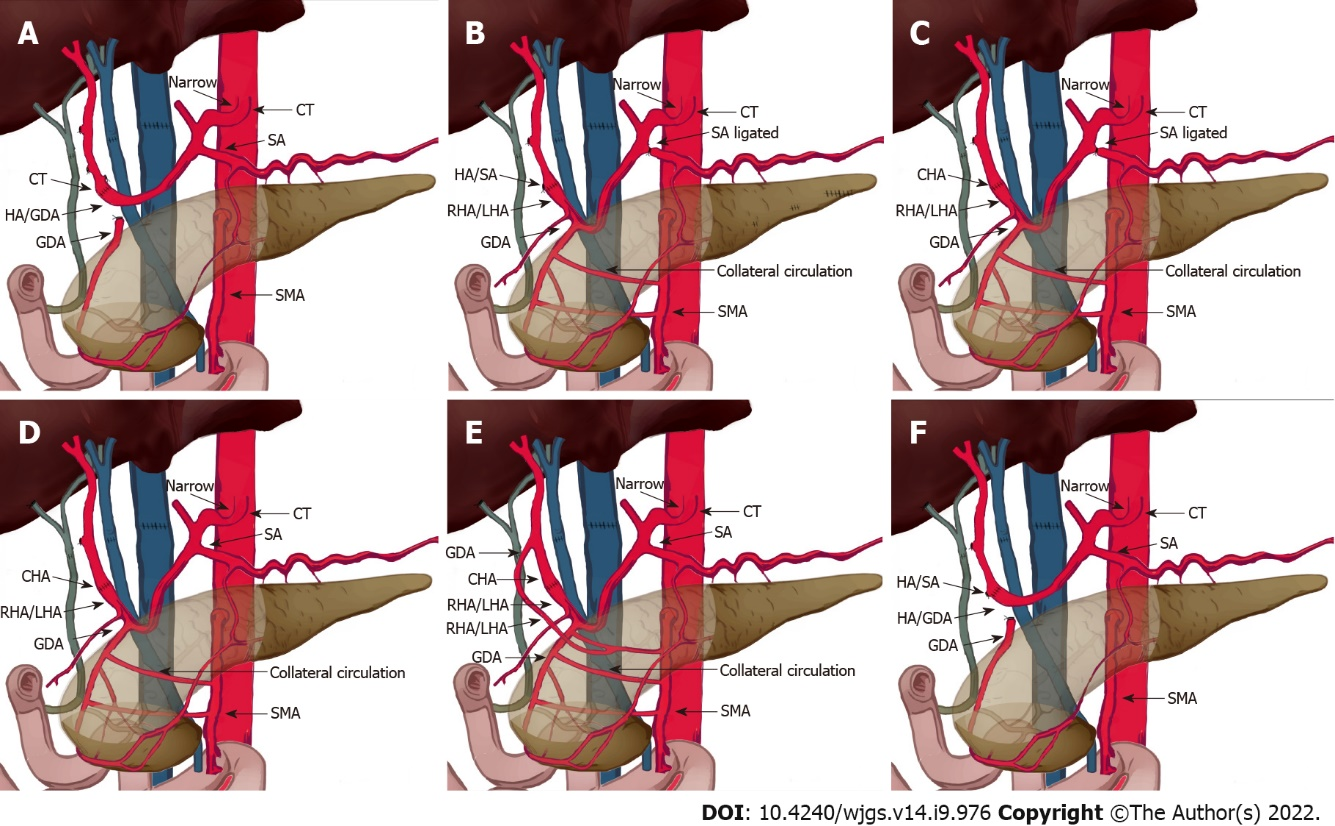 A
Narrow
CT
SA
CT
HA/GDA
GDA
SMA
B
Narrow
CT
SA ligated
HA/SA
RHA/LHA
GDA
Collateral circulation
SMA
C
Narrow
CT
SA ligated
CHA
RHA/LHA
GDA
Collateral circulation
SMA
D
Narrow
CT
SA
CHA
RHA/LHA
GDA
Collateral circulation
SMA
E
Narrow
CT
SA
GDA
CHA
RHA/LHA
RHA/LHA
GDA
Collateral circulation
SMA
F
Narrow
CT
SA
HA/SA
HA/GDA
GDA
SMA
DOI: 10.4240/wjgs.v14.i9.976 Copyright ©The Author(s) 2022.